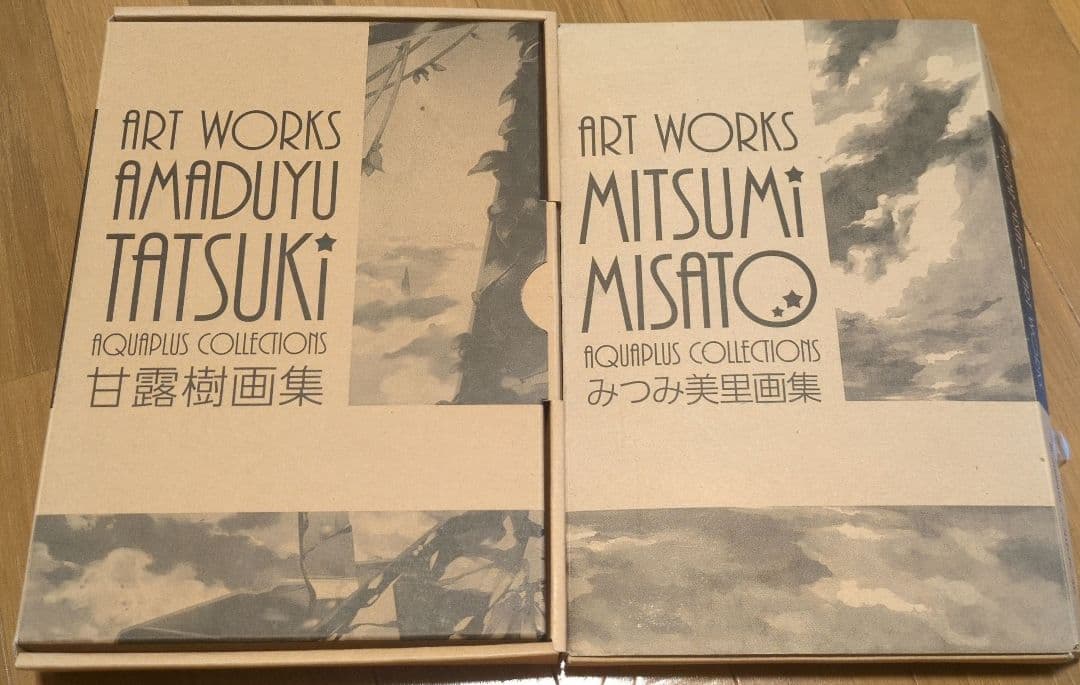 ART WORKS
AMADUYU
TATSUKi
AQUAPLUS COLLECTIONS
甘露樹画集
ART WORKS
MITSUMi
MISATO
AQUAPLUS COLLECTIONS
みつみ美里画集